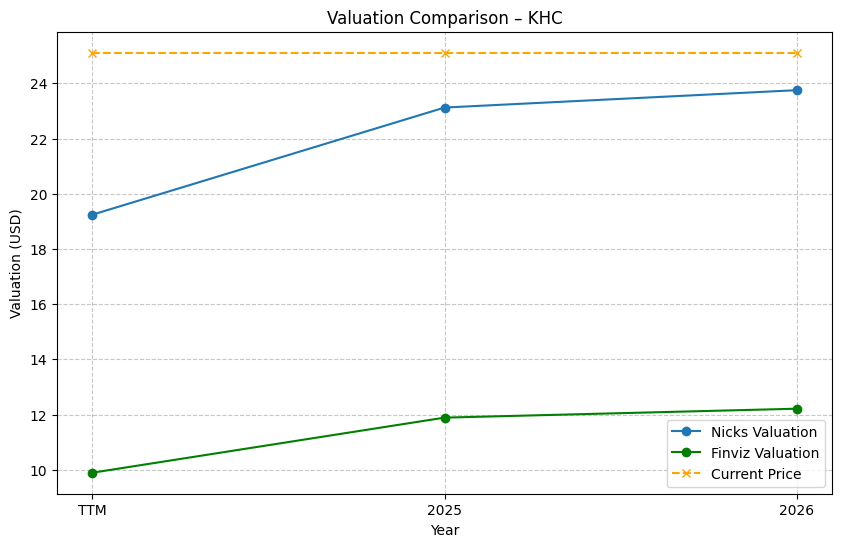 Valuation Comparison – KHC
Valuation (USD)
24
22
20
18
16
14
12
10
TTM
2025
2026
Year
Nicks Valuation
Finviz Valuation
Current Price